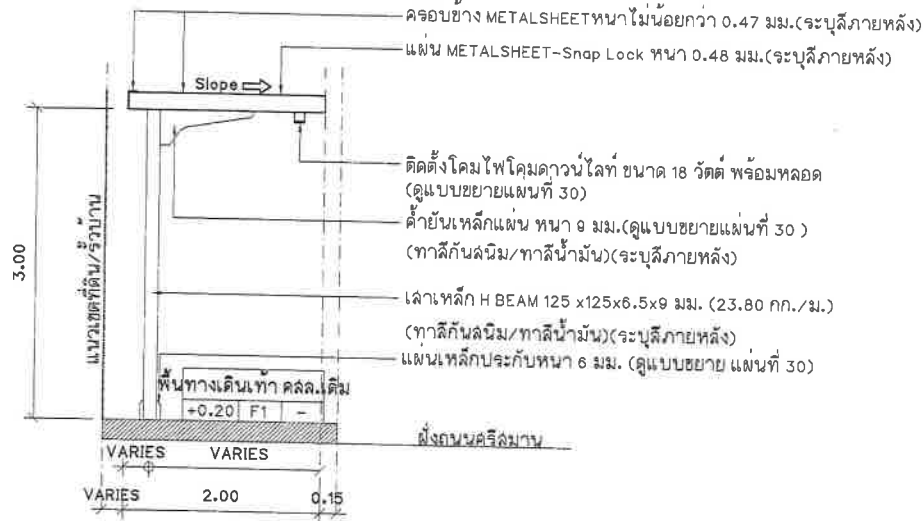 ครอบข้าง METALSHEETหนาไม่น้อยกว่า 0.47 มม.(ระบุสีภายหลัง)
แผ่น METALSHEET-Snap Lock หนา 0.48 มม.(ระบุสีภายหลัง)
Slope
ติดตั้งโคมไฟโคมดาวน์ไลท์ ขนาด 18 วัตต์ พร้อมหลอด
(ดูแบบขยายแผ่นที่ 30)
ค้ำยันเหล็กแผ่น หนา 9 มม.(ดูแบบขยายแผ่นที่ 30 )
(ทาสีกันสนิม/ทาสีน้ำมัน)(ระบุสีภายหลัง)
3.00
แนวเขตที่ดิน/รั้วบ้าน
เสาเหล็ก H BEAM 125 x125x6.5x9 มม. (23.80 กก./ม.)
(ทาสีกันสนิม/ทาสีน้ำมัน)(ระบุสีภายหลัง)
แผ่นเหล็กประกับหนา 6 มม. (ดูแบบขยาย แผ่นที่ 30)
พื้นทางเดินเท้า คสล.เดิม
+0.20 F1 -
ฝั่งถนนศรีสมาน
VARIES VARIES
VARIES 2.00 0.15